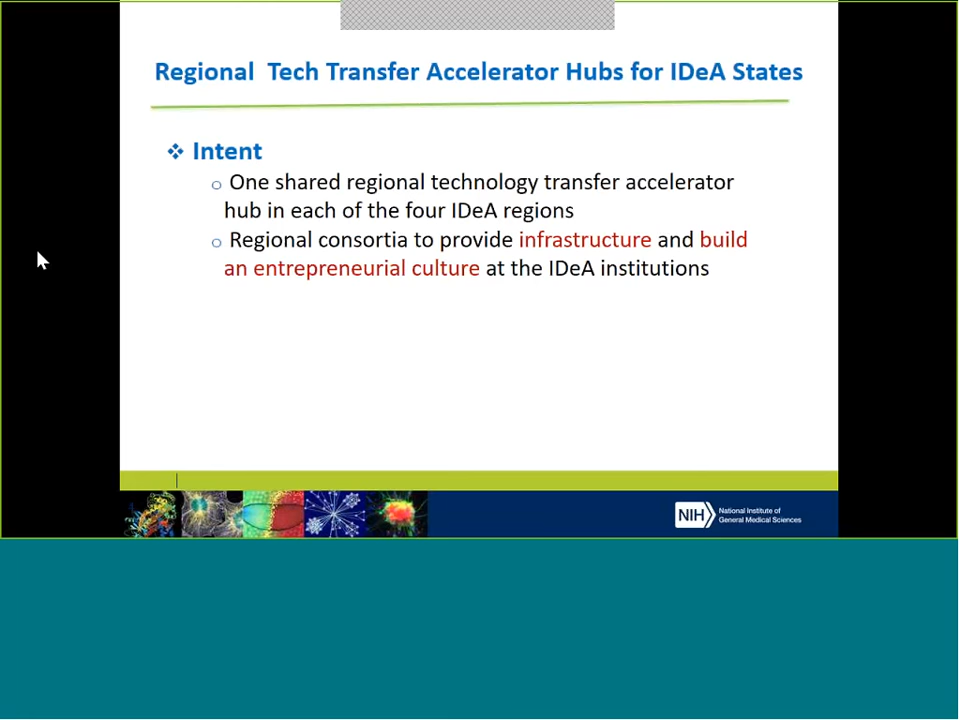 Regional Tech Transfer Accelerator Hubs for IDeA States
Intent
One shared regional technology transfer accelerator
hub in each of the four IDeA regions
Regional consortia to provide infrastructure and build
an entrepreneurial culture at the IDeA institutions
NIH
National Institute of
General Medical Sciences